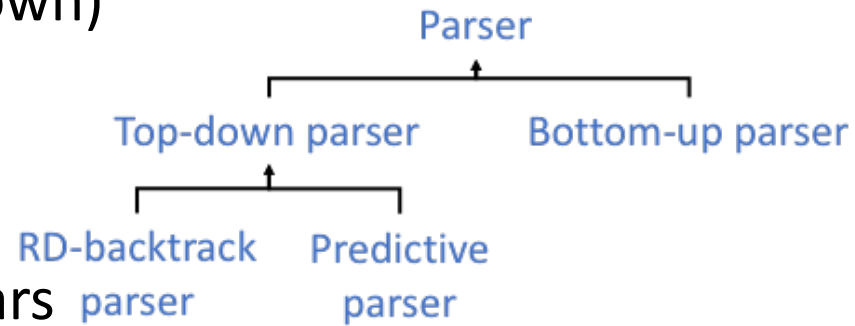 Parser
Top-down parser
Bottom-up parser
RD-backtrack
parser
Predictive
parser